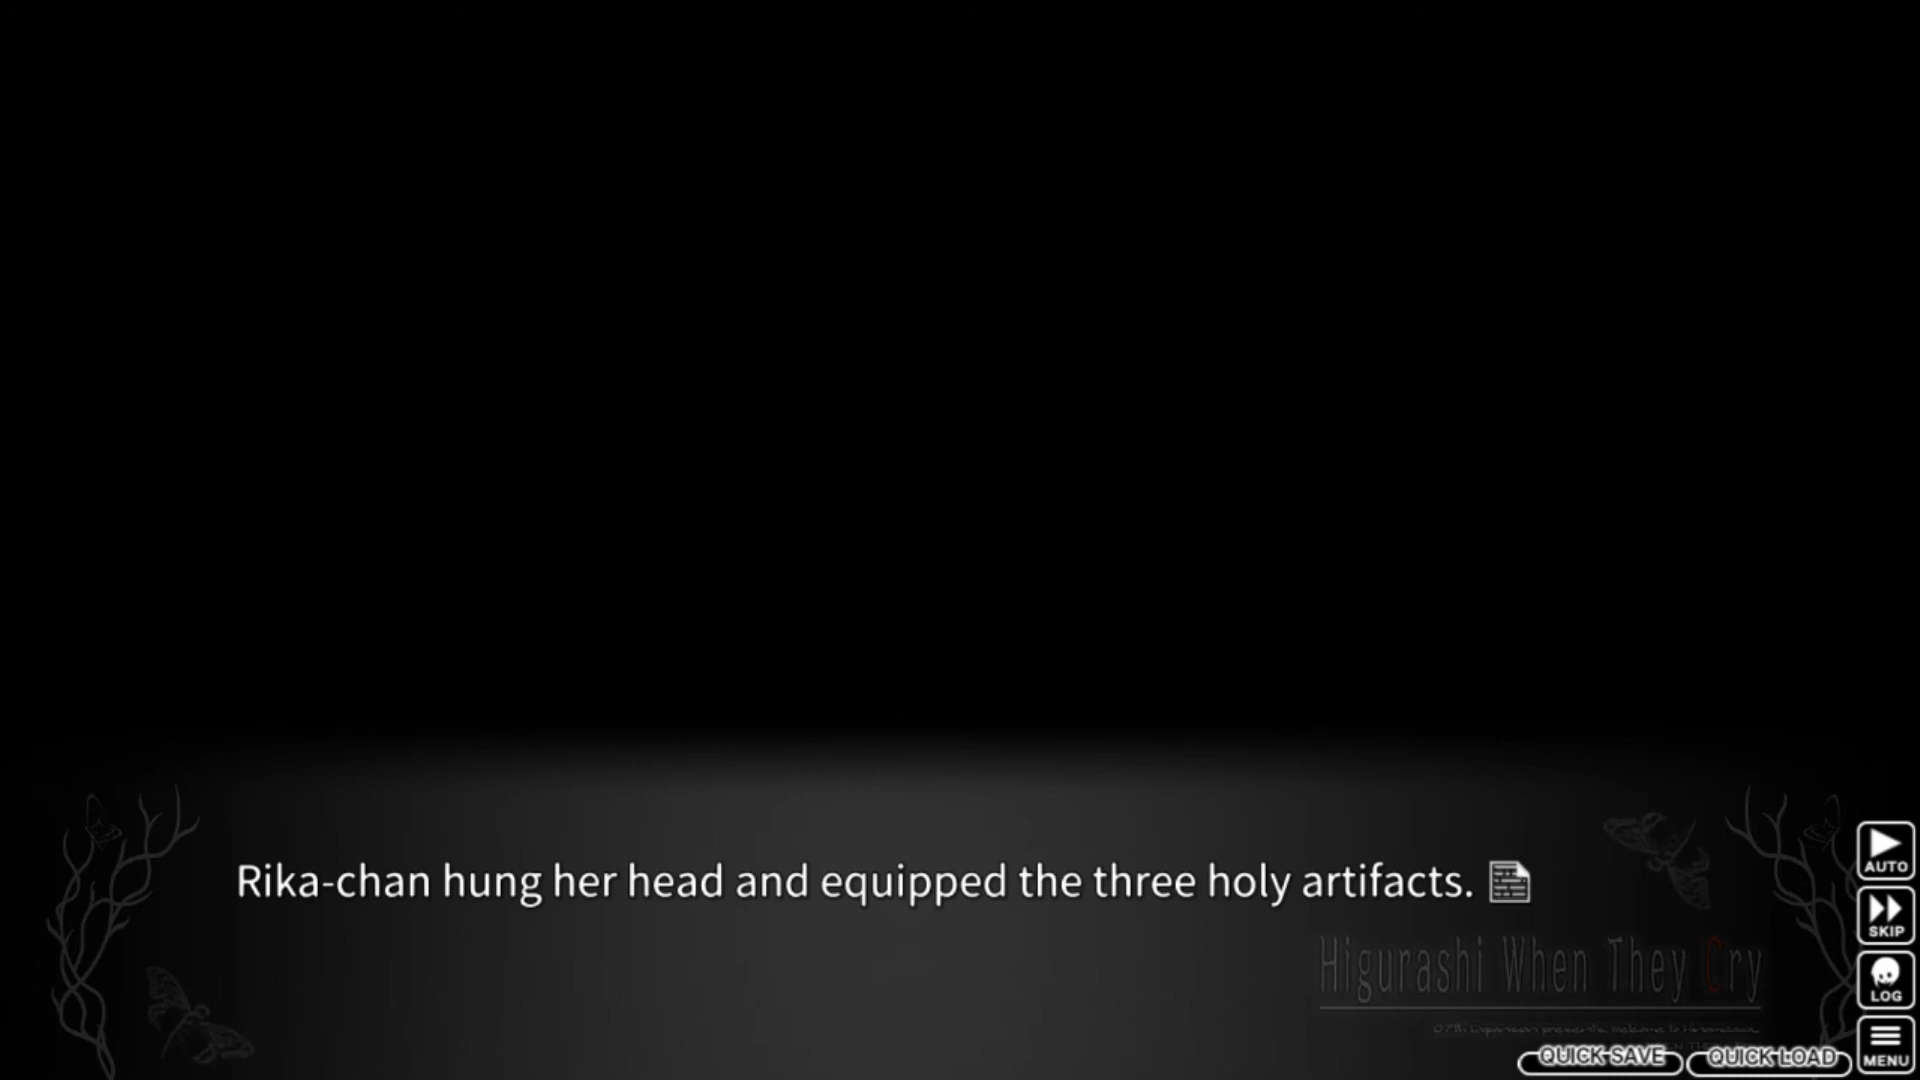 Rika-chan hung her head and equipped the three holy artifacts.
Higurashi When They Cry
AUTO
SKIP
LOG
MENU
QUICK SAVE
QUICK LOAD